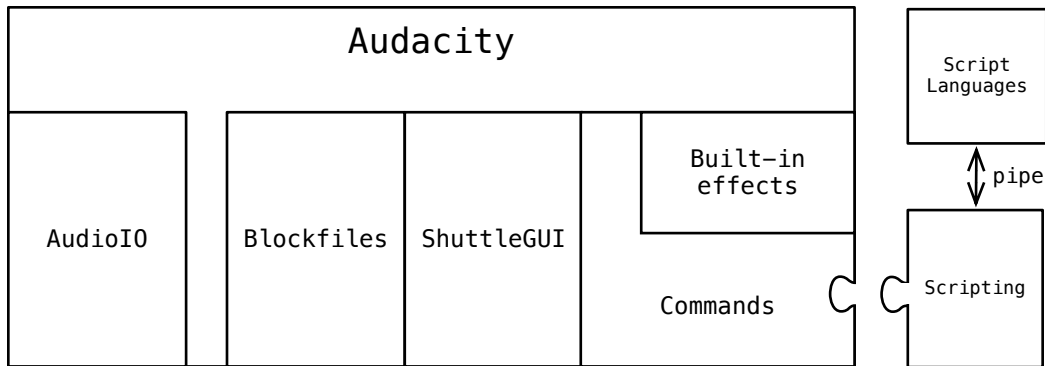 Audacity
Script
Languages
Built-in
effects
pipe
AudioIO
Blockfiles
ShuttleGUI
Scripting
Commands